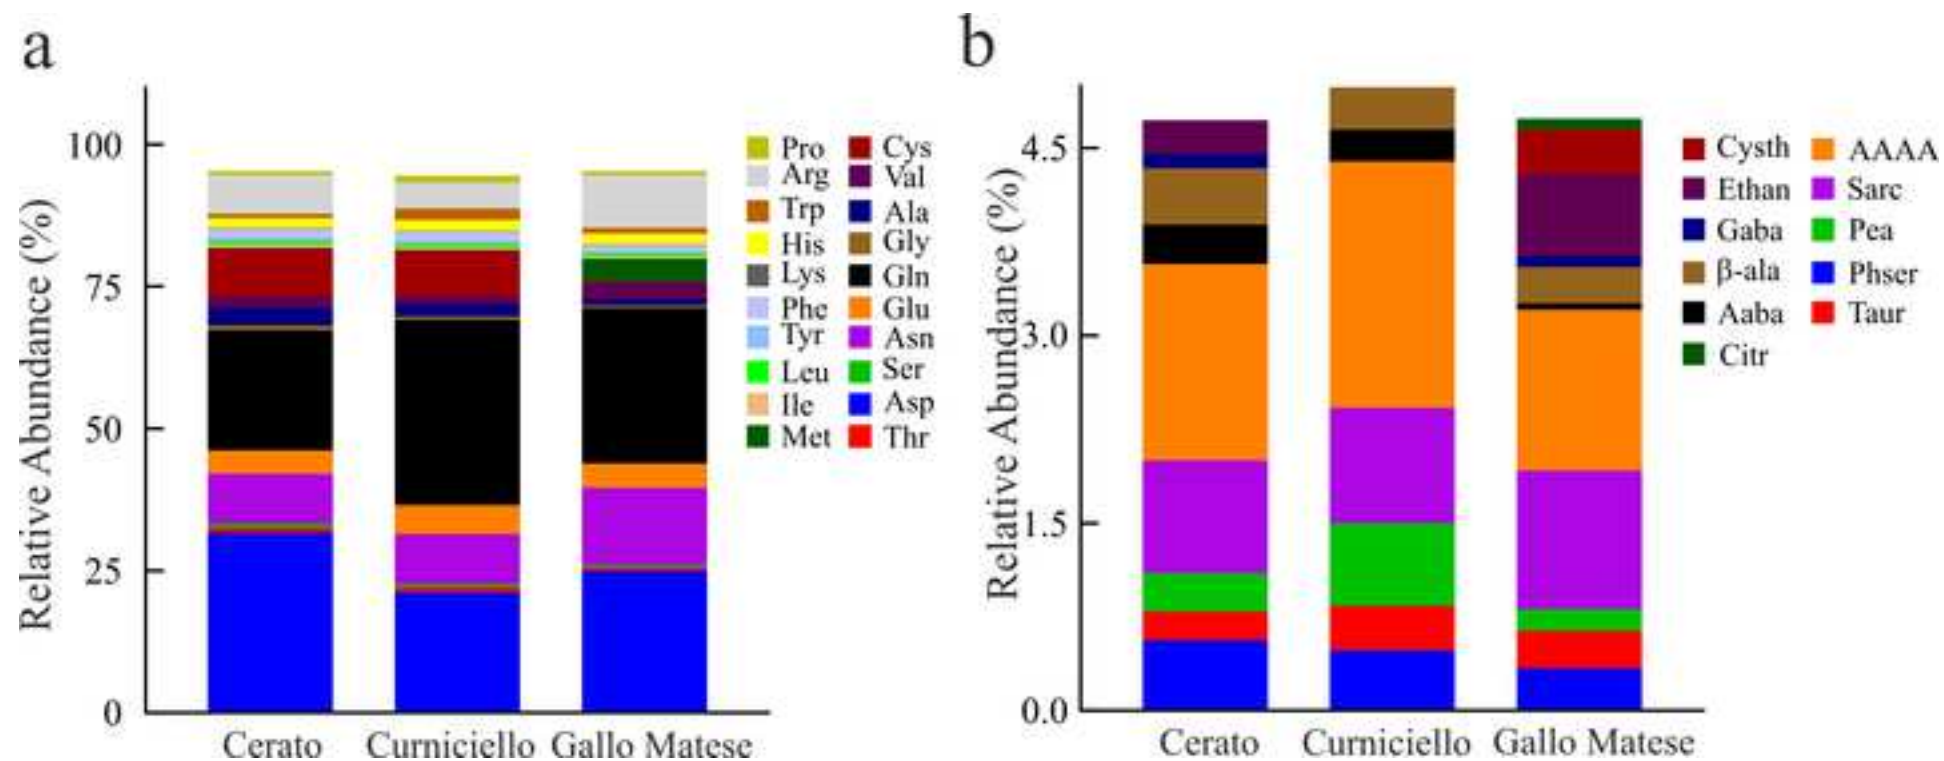 a
Relative Abundance (%)
100
75
50
25
0
Cerato Curniciello Gallo Matese
Pro Cys
Arg Val
Trp Ala
His Gly
Lys Gln
Phe Glu
Tyr Asn
Leu Ser
Ile Asp
Met Thr
b
Relative Abundance (%)
4.5
3.0
1.5
0.0
Cerato Curniciello Gallo Matese
Cysth AAAA
Ethan Sarc
Gaba Pea
β-ala Phser
Aaba Taur
Citr